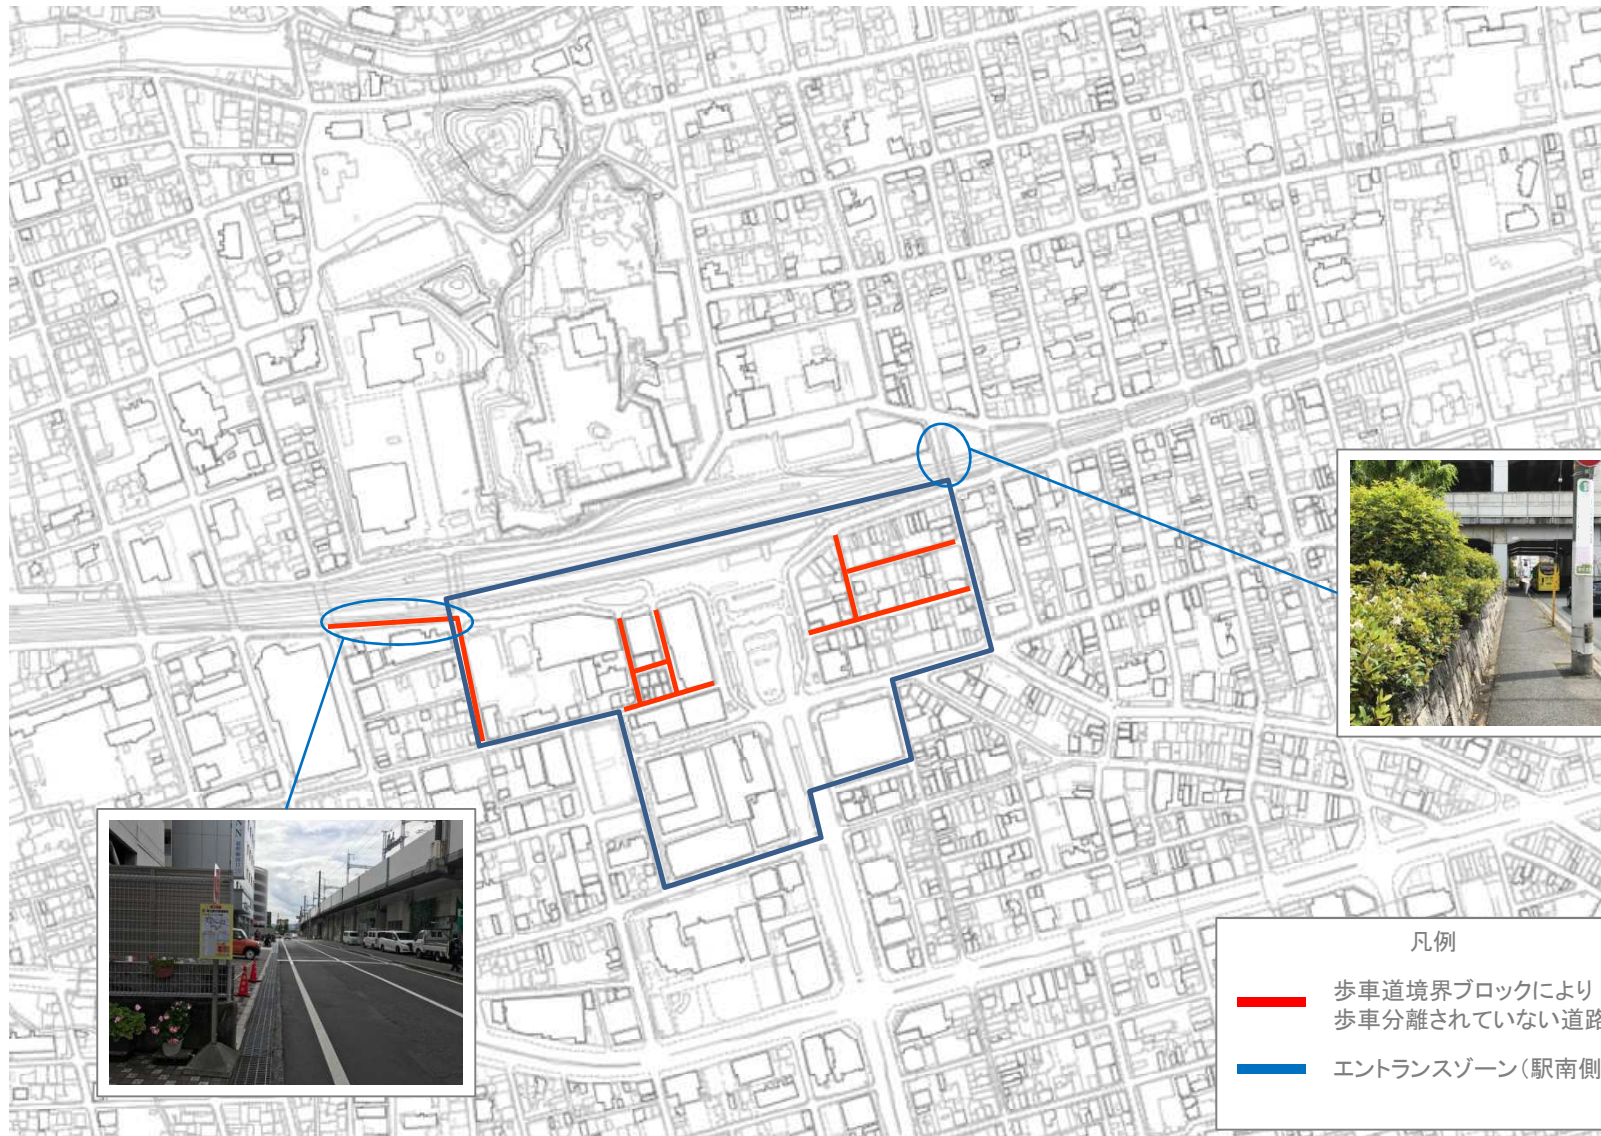 凡例
歩車道境界ブロックにより
歩車分離されていない道路
エントランスゾーン（駅南側